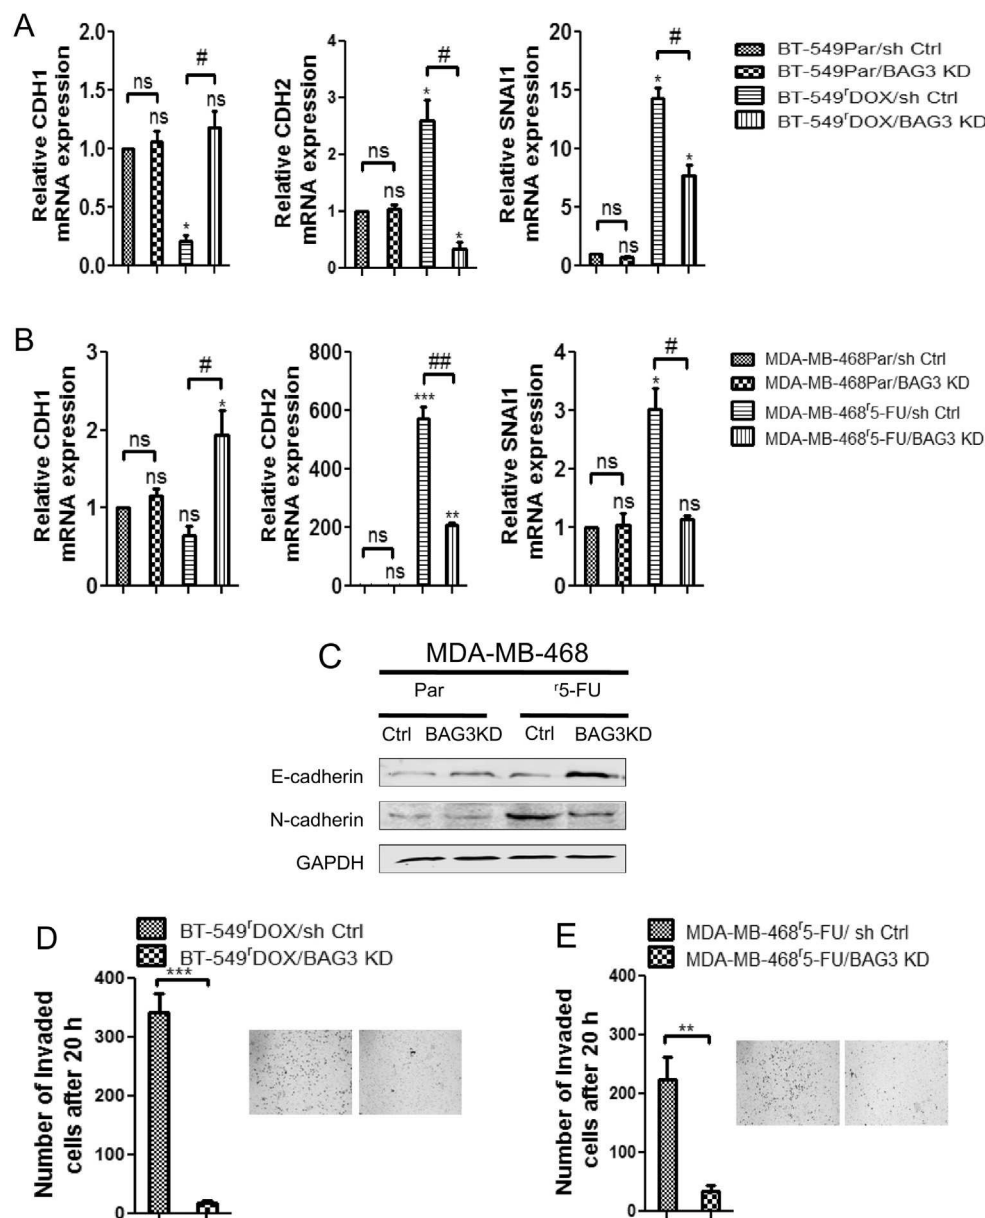 A
Relative CDH1
mRNA expression
2.0
1.5
1.0
0.5
0.0
ns
ns
*
#
ns
Relative CDH2
mRNA expression
4
3
2
1
0
ns
ns
*
#
*
Relative SNAI1
mRNA expression
20
15
10
5
0
ns
ns
*
#
*
BT-549Par/sh Ctrl
BT-549Par/BAG3 KD
BT-549rDOX/sh Ctrl
BT-549rDOX/BAG3 KD
B
Relative CDH1
mRNA expression
3
2
1
0
ns
ns
ns
#
*
Relative CDH2
mRNA expression
800
600
400
200
0
ns
ns
***
##
**
Relative SNAI1
mRNA expression
4
3
2
1
0
ns
ns
*
#
ns
MDA-MB-468Par/sh Ctrl
MDA-MB-468Par/BAG3 KD
MDA-MB-468r5-FU/sh Ctrl
MDA-MB-468r5-FU/BAG3 KD
C
MDA-MB-468
Par r5-FU
Ctrl BAG3KD Ctrl BAG3KD
E-cadherin
N-cadherin
GAPDH
D
BT-549rDOX/sh Ctrl
BT-549rDOX/BAG3 KD
Number of Invaded
cells after 20 h
400
300
200
100
0
***
E
MDA-MB-468r5-FU/ sh Ctrl
MDA-MB-468r5-FU/BAG3 KD
Number of Invaded
cells after 20 h
400
300
200
100
0
**